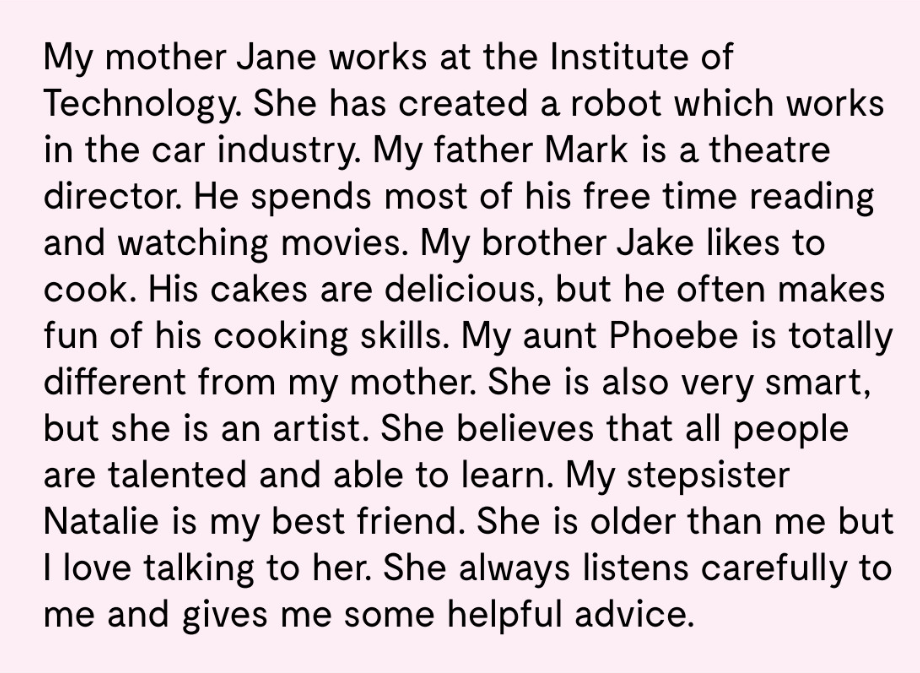 My mother Jane works at the Institute of
Technology. She has created a robot which works
in the car industry. My father Mark is a theatre
director. He spends most of his free time reading
and watching movies. My brother Jake likes to
cook. His cakes are delicious, but he often makes
fun of his cooking skills. My aunt Phoebe is totally
different from my mother. She is also very smart,
but she is an artist. She believes that all people
are talented and able to learn. My stepsister
Natalie is my best friend. She is older than me but
I love talking to her. She always listens carefully to
me and gives me some helpful advice.